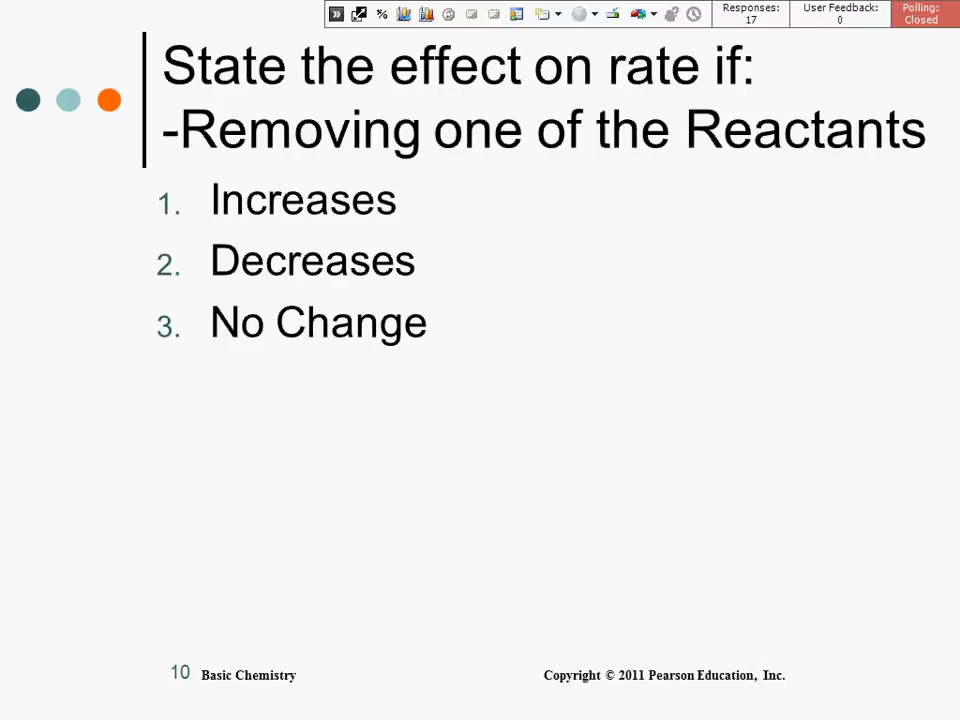 Responses: 17
User Feedback: 0
Polling: Closed
State the effect on rate if:
-Removing one of the Reactants
1. Increases
2. Decreases
3. No Change
10 Basic Chemistry
Copyright © 2011 Pearson Education, Inc.